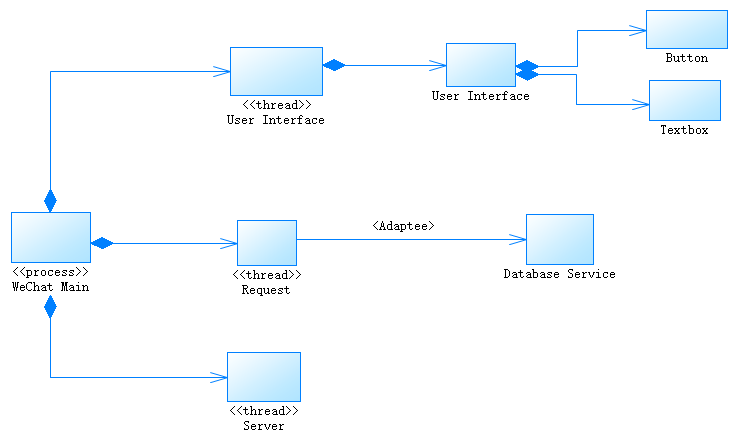 Button
<<thread>>
User Interface
User Interface
Textbox
<<process>>
WeChat Main
<<thread>>
Request
<Adaptee>
Database Service
<<thread>>
Server